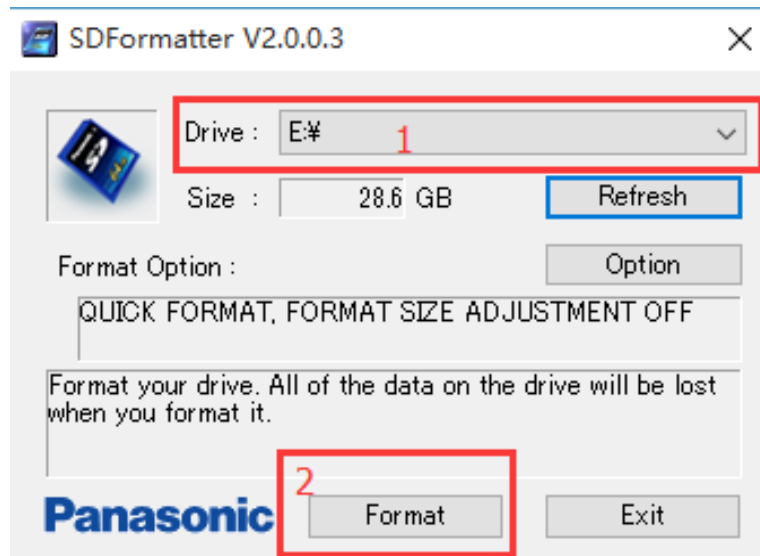 SDFormatter V2.0.0.3
Drive : E:¥ 1
Size : 28.6 GB Refresh
Format Option : Option
QUICK FORMAT, FORMAT SIZE ADJUSTMENT OFF
Format your drive. All of the data on the drive will be lost
when you format it.
2
Panasonic Format Exit